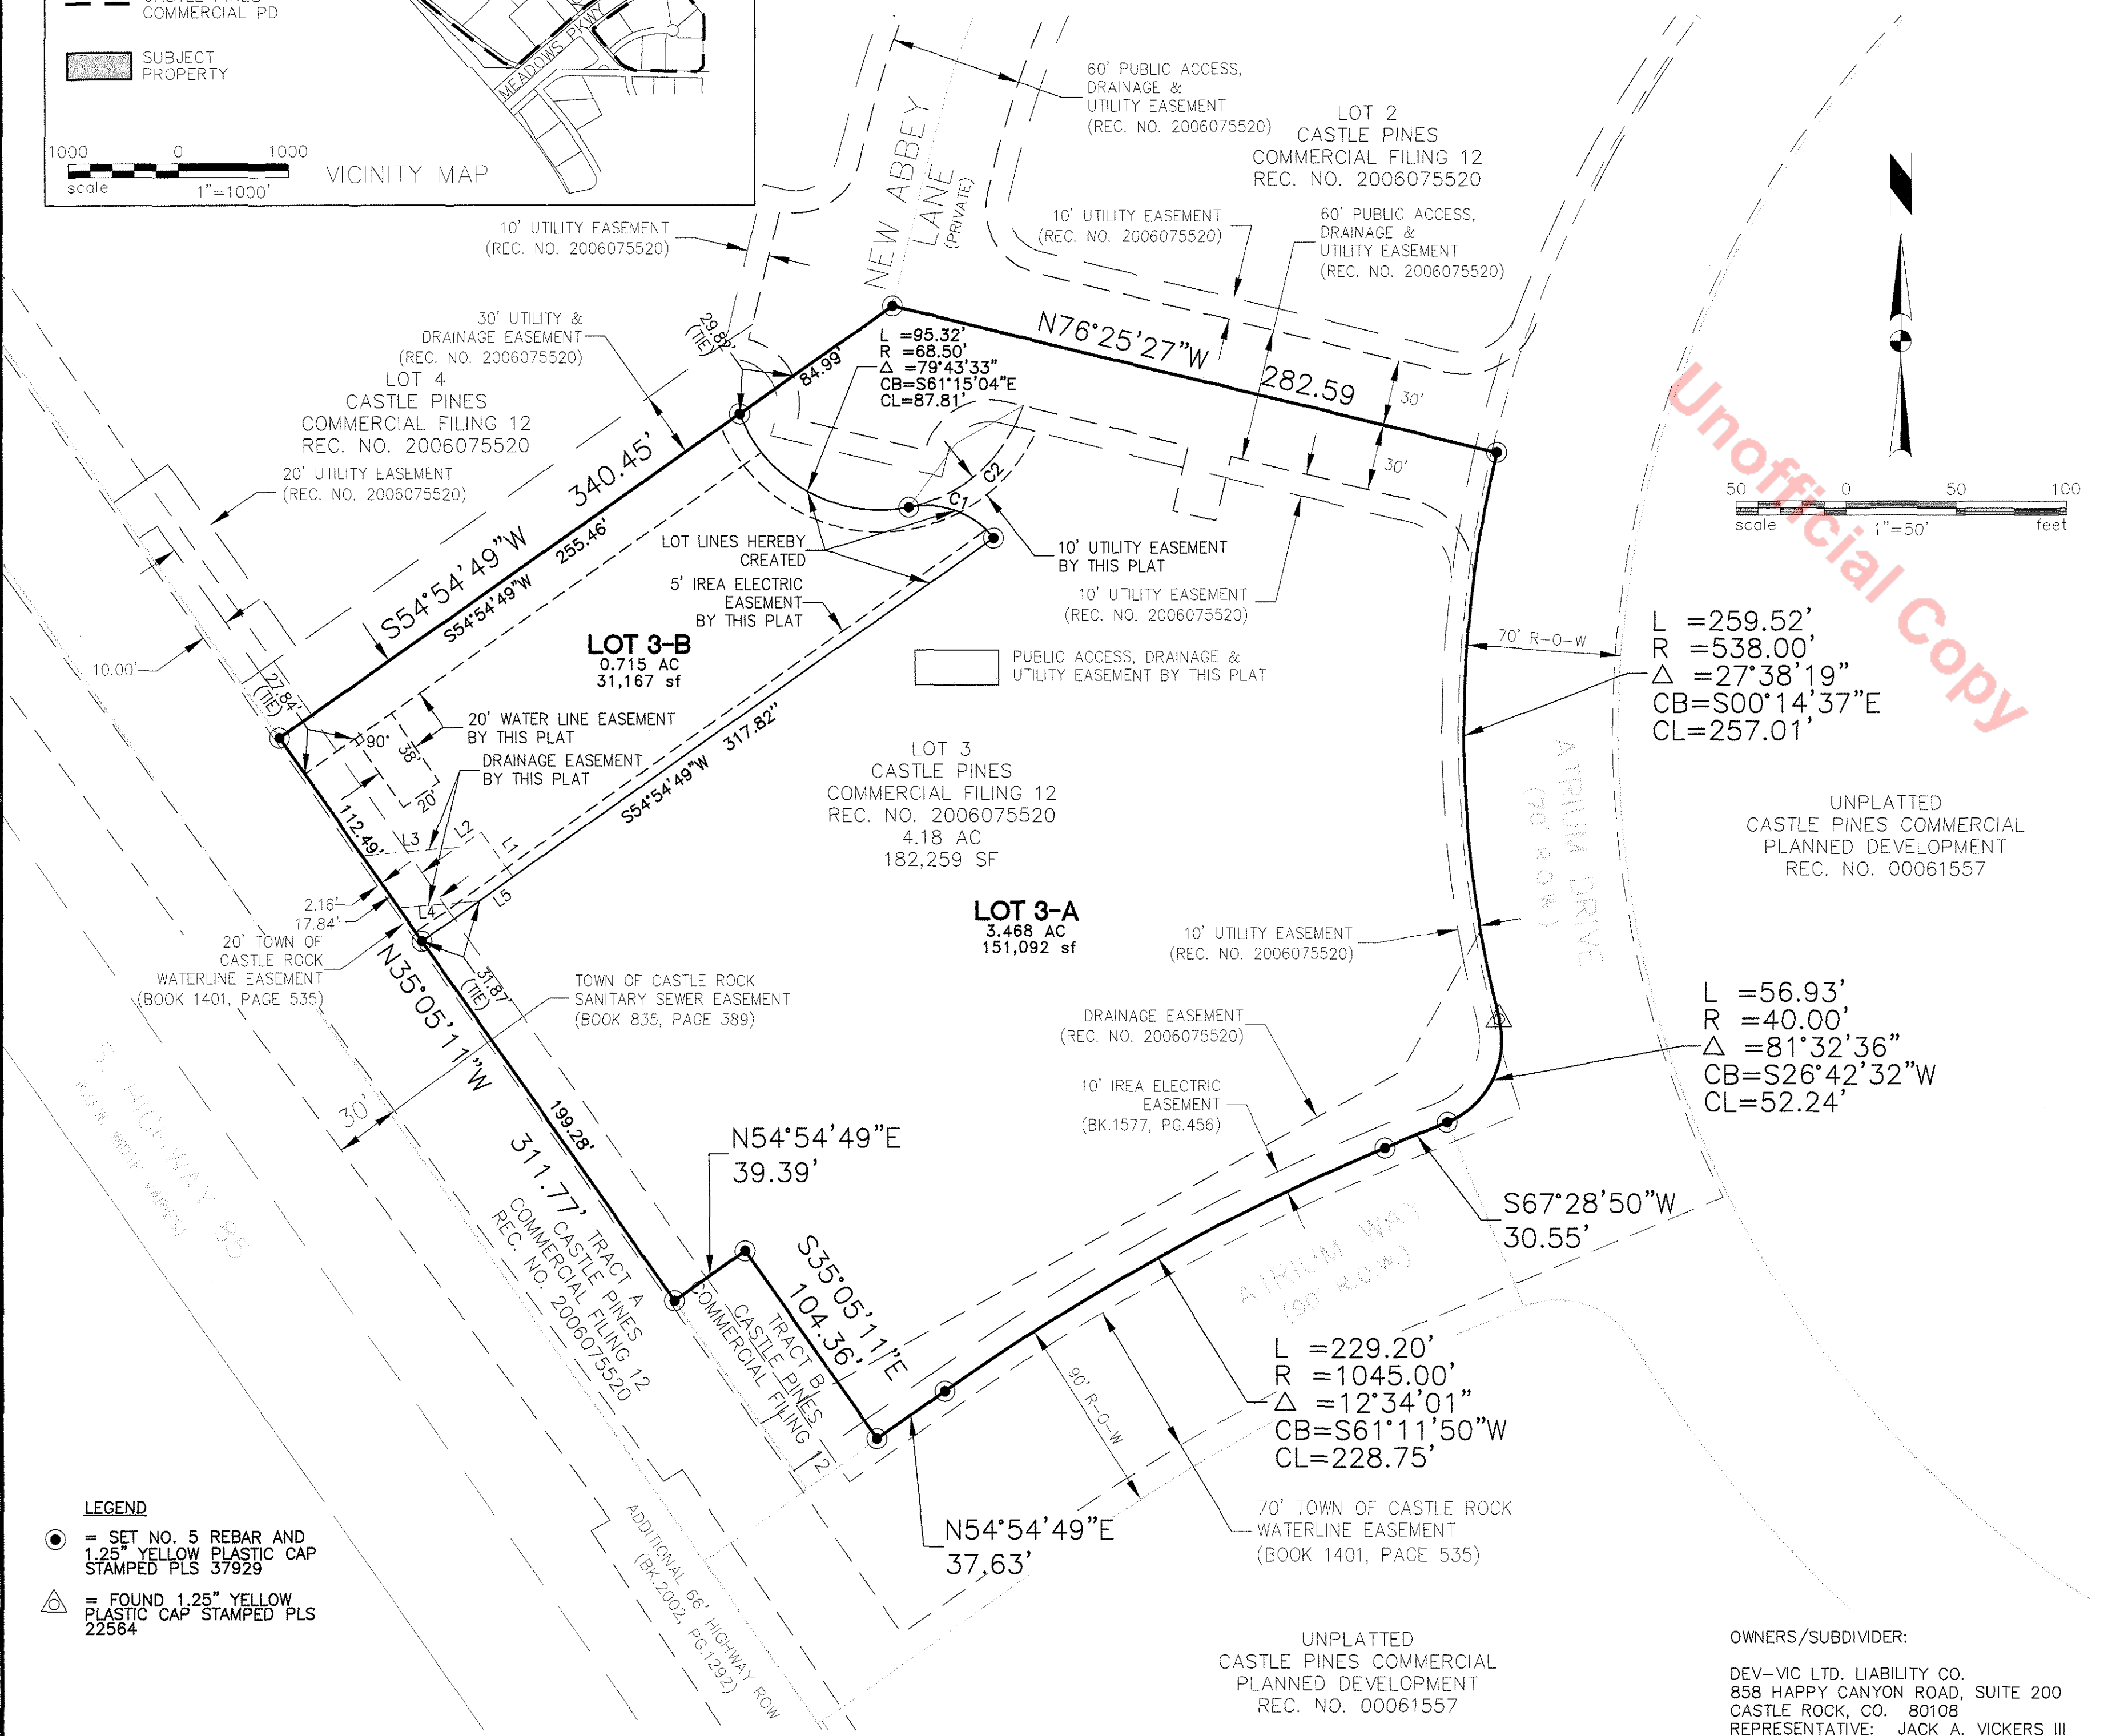 COMMERCIAL PD
SUBJECT
PROPERTY
MEADOWS PKWY
1000 0 1000
scale 1"=1000'
VICINITY MAP
60' PUBLIC ACCESS,
DRAINAGE &
UTILITY EASEMENT
(REC. NO. 2006075520)
LOT 2
CASTLE PINES
COMMERCIAL FILING 12
REC. NO. 2006075520
NEW ABBEY
LANE
(PRIVATE)
10' UTILITY EASEMENT
(REC. NO. 2006075520)
10' UTILITY EASEMENT
(REC. NO. 2006075520)
60' PUBLIC ACCESS,
DRAINAGE &
UTILITY EASEMENT
(REC. NO. 2006075520)
N
30' UTILITY &
DRAINAGE EASEMENT
(REC. NO. 2006075520)
29.82'
(TIE)
84.99'
L =95.32'
R =68.50'
Δ =79°43'33"
CB=S61°15'04"E
CL=87.81'
N76°25'27"W
282.59
30'
30'
LOT 4
CASTLE PINES
COMMERCIAL FILING 12
REC. NO. 2006075520
20' UTILITY EASEMENT
(REC. NO. 2006075520)
S54°54'49"W 340.45'
S54°54'49"W 255.46'
C1
C2
LOT LINES HEREBY
CREATED
5' IREA ELECTRIC
EASEMENT
BY THIS PLAT
10' UTILITY EASEMENT
BY THIS PLAT
10' UTILITY EASEMENT
(REC. NO. 2006075520)
50 0 50 100
scale 1"=50' feet
Unofficial Copy
L =259.52'
R =538.00'
Δ =27°38'19"
CB=S00°14'37"E
CL=257.01'
70' R-O-W
10.00'
27.84'
(TIE)
LOT 3-B
0.715 AC
31,167 sf
PUBLIC ACCESS, DRAINAGE &
UTILITY EASEMENT BY THIS PLAT
90°
38'
20'
20' WATER LINE EASEMENT
BY THIS PLAT
DRAINAGE EASEMENT
BY THIS PLAT
S54°54'49"W 317.82"
LOT 3
CASTLE PINES
COMMERCIAL FILING 12
REC. NO. 2006075520
4.18 AC
182,259 SF
ATRIUM DRIVE
(70' R.O.W)
UNPLATTED
CASTLE PINES COMMERCIAL
PLANNED DEVELOPMENT
REC. NO. 00061557
112.49'
L3
L2
L1
L4
L5
2.16'
17.84'
20' TOWN OF
CASTLE ROCK
WATERLINE EASEMENT
(BOOK 1401, PAGE 535)
LOT 3-A
3.468 AC
151,092 sf
10' UTILITY EASEMENT
(REC. NO. 2006075520)
31.87'
(TIE)
TOWN OF CASTLE ROCK
SANITARY SEWER EASEMENT
(BOOK 835, PAGE 389)
N35°05'11"W 311.77'
199.28'
DRAINAGE EASEMENT
(REC. NO. 2006075520)
10' IREA ELECTRIC
EASEMENT
(BK.1577, PG.456)
L =56.93'
R =40.00'
Δ =81°32'36"
CB=S26°42'32"W
CL=52.24'
HIGHWAY 85
R.O.W. WIDTH VARIES)
30'
N54°54'49"E
39.39'
S67°28'50"W
30.55'
TRACT A
CASTLE PINES
COMMERCIAL FILING 12
REC. NO. 2006075520
S35°05'11"E
104.36'
TRACT B
CASTLE PINES
COMMERCIAL FILING 12
ATRIUM WAY
(90' R.O.W.)
90' R-O-W
L =229.20'
R =1045.00'
Δ =12°34'01"
CB=S61°11'50"W
CL=228.75'
70' TOWN OF CASTLE ROCK
WATERLINE EASEMENT
(BOOK 1401, PAGE 535)
N54°54'49"E
37.63'
ADDITIONAL 66' HIGHWAY ROW
(BK.2002, PG.1292)
LEGEND
= SET NO. 5 REBAR AND
1.25" YELLOW PLASTIC CAP
STAMPED PLS 37929
= FOUND 1.25" YELLOW
PLASTIC CAP STAMPED PLS
22564
UNPLATTED
CASTLE PINES COMMERCIAL
PLANNED DEVELOPMENT
REC. NO. 00061557
OWNERS/SUBDIVIDER:
DEV-VIC LTD. LIABILITY CO.
858 HAPPY CANYON ROAD, SUITE 200
CASTLE ROCK, CO. 80108
REPRESENTATIVE: JACK A. VICKERS III